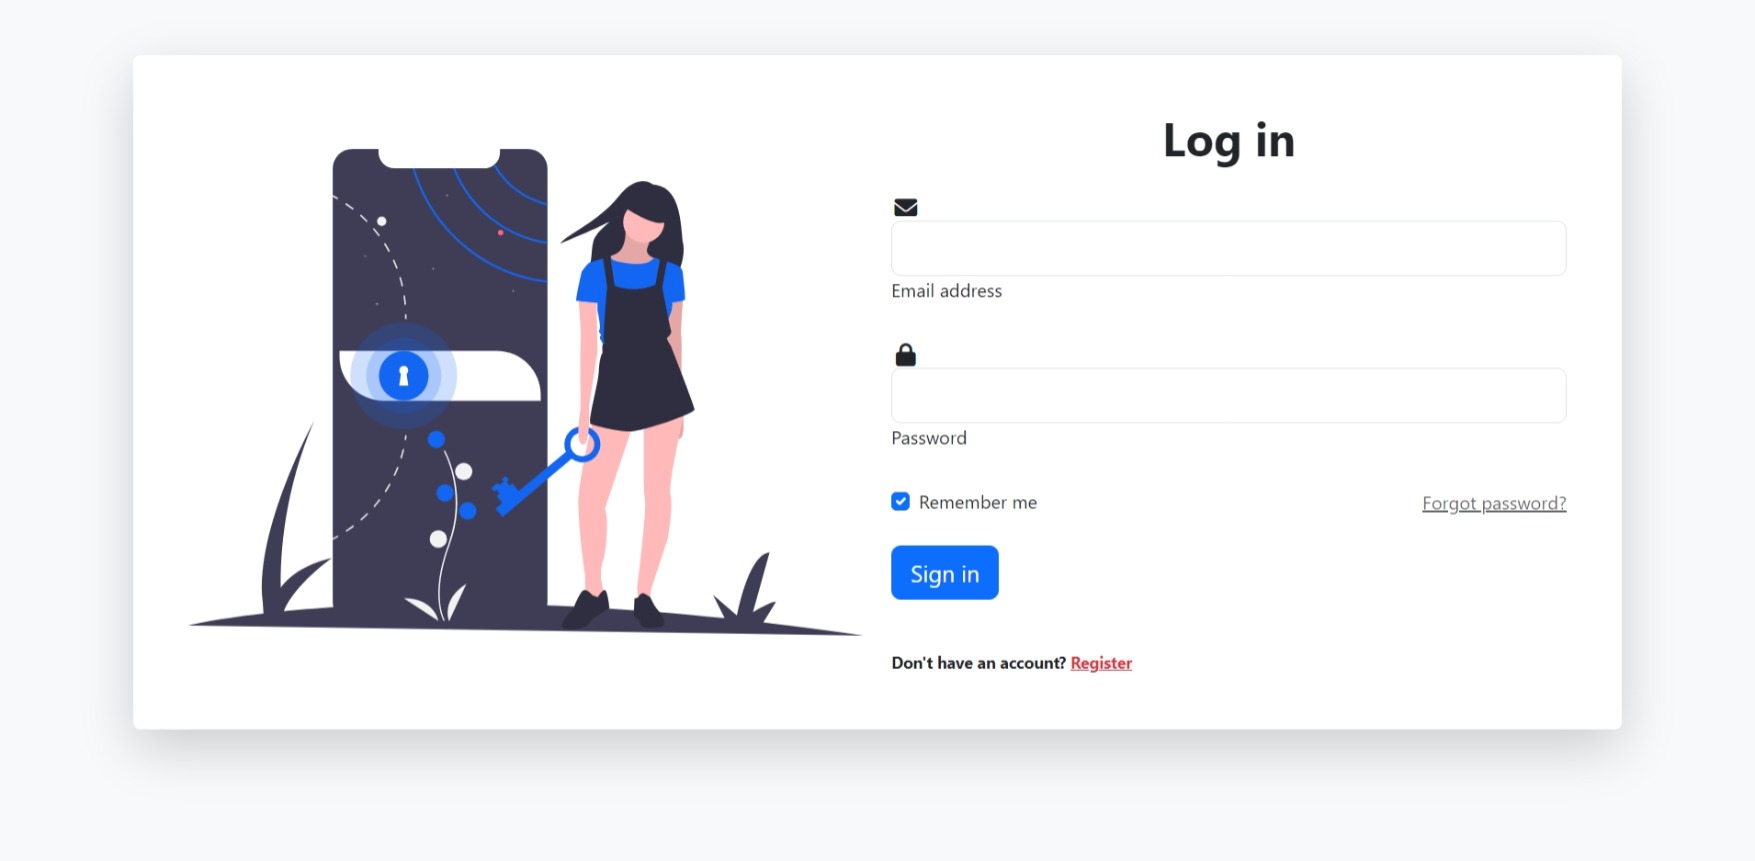 Log in
Email address
Password
Remember me
Forgot password?
Sign in
Don't have an account? Register